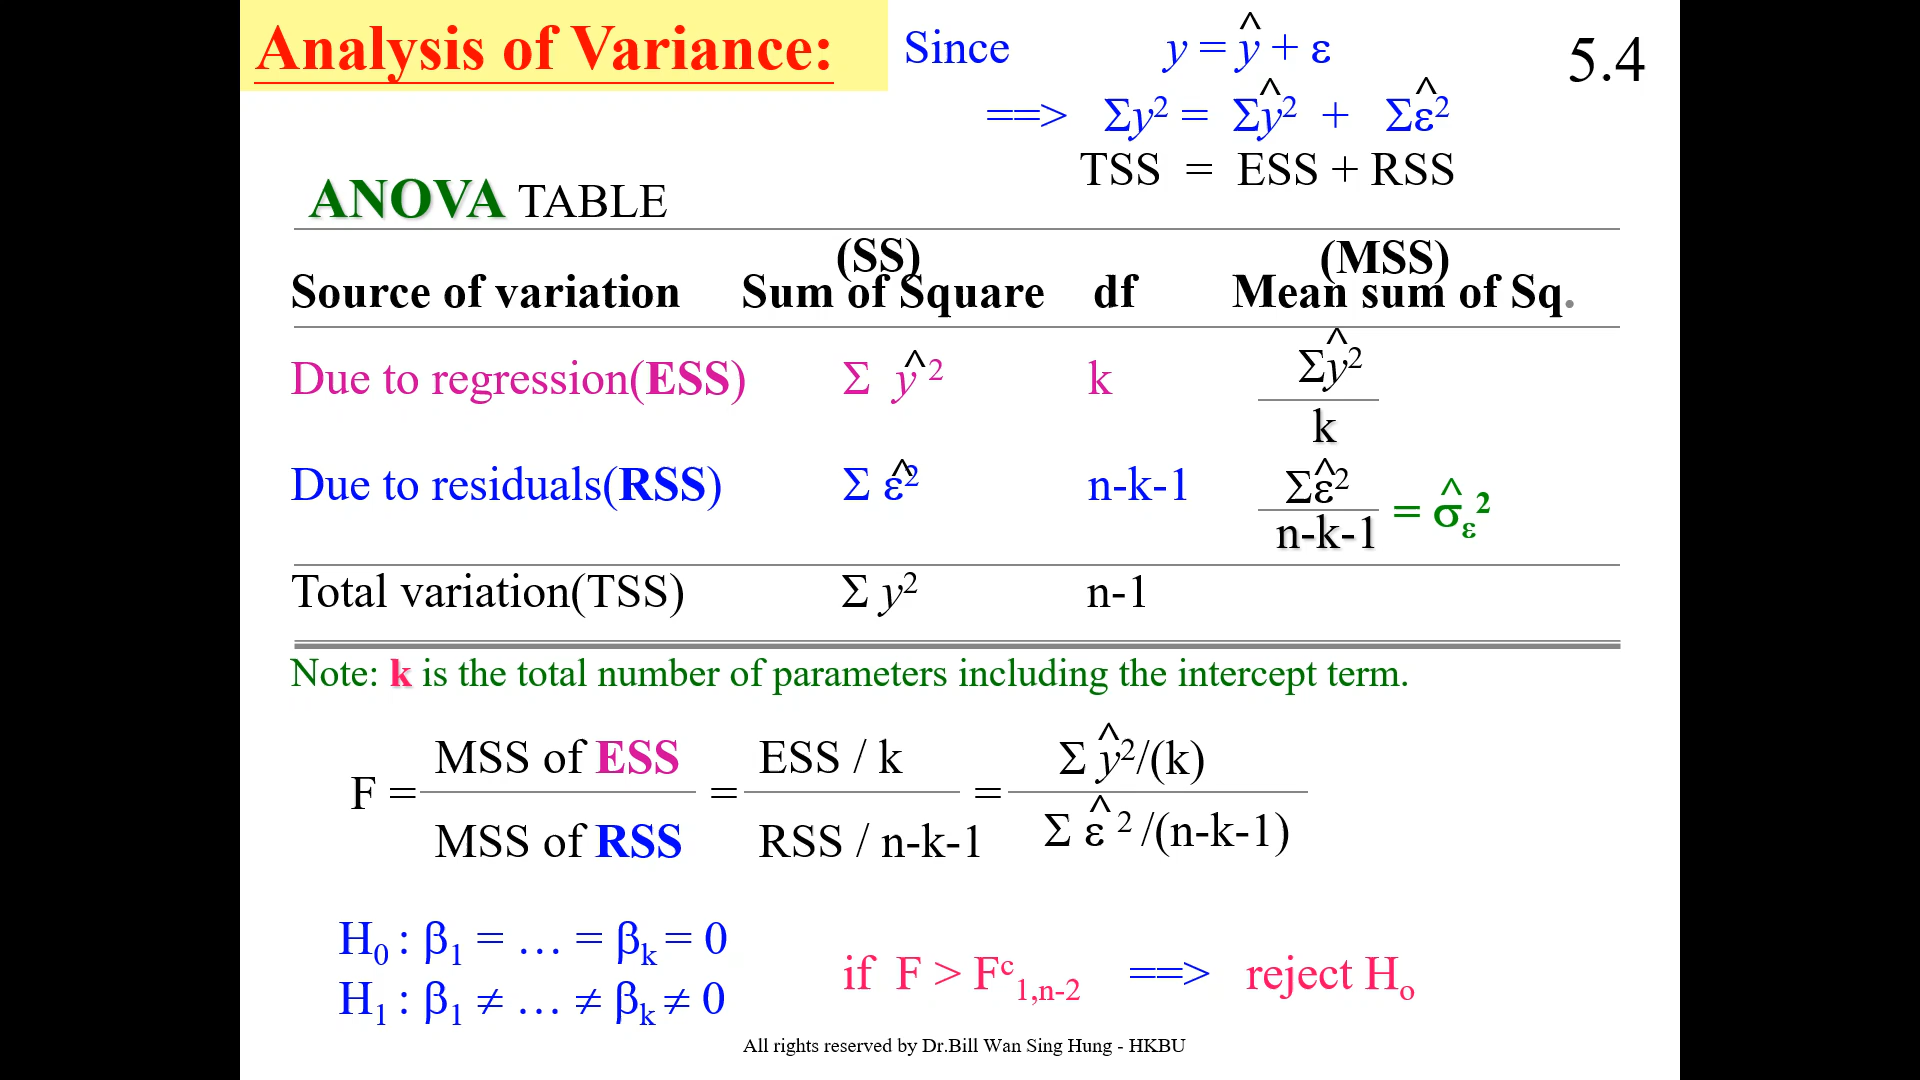 Analysis of Variance:
Since y = ŷ + ε
5.4
==> Σy² = Σŷ² + Σε̂²
TSS = ESS + RSS
ANOVA TABLE
(SS) (MSS)
Source of variation Sum of Square df Mean sum of Sq.
Due to regression(ESS) Σ ŷ² k Σŷ² / k
Due to residuals(RSS) Σ ε̂² n-k-1 Σε̂² / n-k-1 = σ̂ε²
Total variation(TSS) Σ y² n-1
Note: k is the total number of parameters including the intercept term.
MSS of ESS ESS / k Σ ŷ²/(k)
F = = =
MSS of RSS RSS / n-k-1 Σ ε̂ ² /(n-k-1)
H₀ : β₁ = … = βₖ = 0
H₁ : β₁ ≠ … ≠ βₖ ≠ 0
if F > Fᶜ₁,ₙ₋₂ ==> reject Hₒ
All rights reserved by Dr.Bill Wan Sing Hung - HKBU